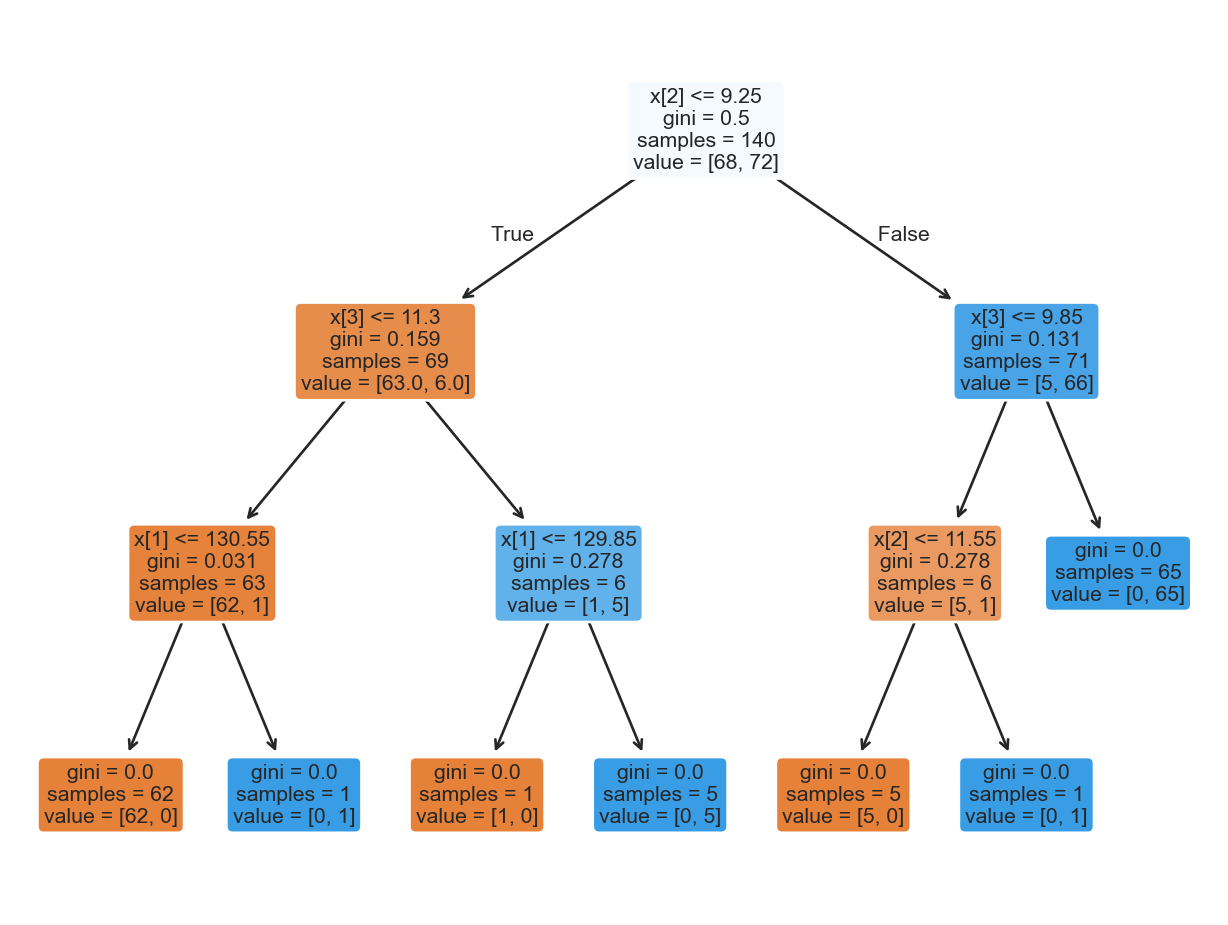 x[2] <= 9.25
gini = 0.5
samples = 140
value = [68, 72]
True
False
x[3] <= 11.3
gini = 0.159
samples = 69
value = [63.0, 6.0]
x[3] <= 9.85
gini = 0.131
samples = 71
value = [5, 66]
x[1] <= 130.55
gini = 0.031
samples = 63
value = [62, 1]
x[1] <= 129.85
gini = 0.278
samples = 6
value = [1, 5]
x[2] <= 11.55
gini = 0.278
samples = 6
value = [5, 1]
gini = 0.0
samples = 65
value = [0, 65]
gini = 0.0
samples = 62
value = [62, 0]
gini = 0.0
samples = 1
value = [0, 1]
gini = 0.0
samples = 1
value = [1, 0]
gini = 0.0
samples = 5
value = [0, 5]
gini = 0.0
samples = 5
value = [5, 0]
gini = 0.0
samples = 1
value = [0, 1]